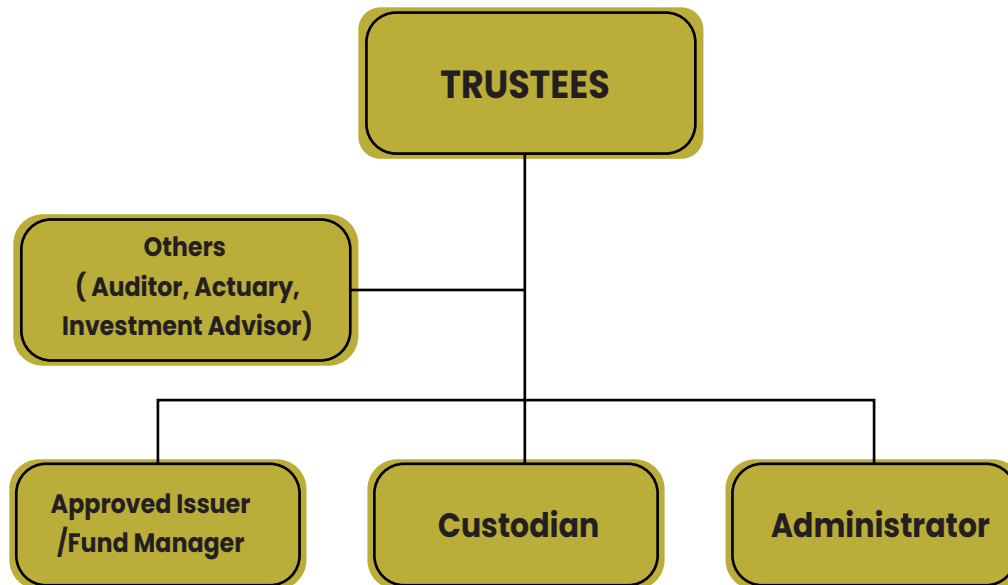 TRUSTEES
Others
( Auditor, Actuary,
Investment Advisor)
Approved Issuer
/Fund Manager
Custodian
Administrator